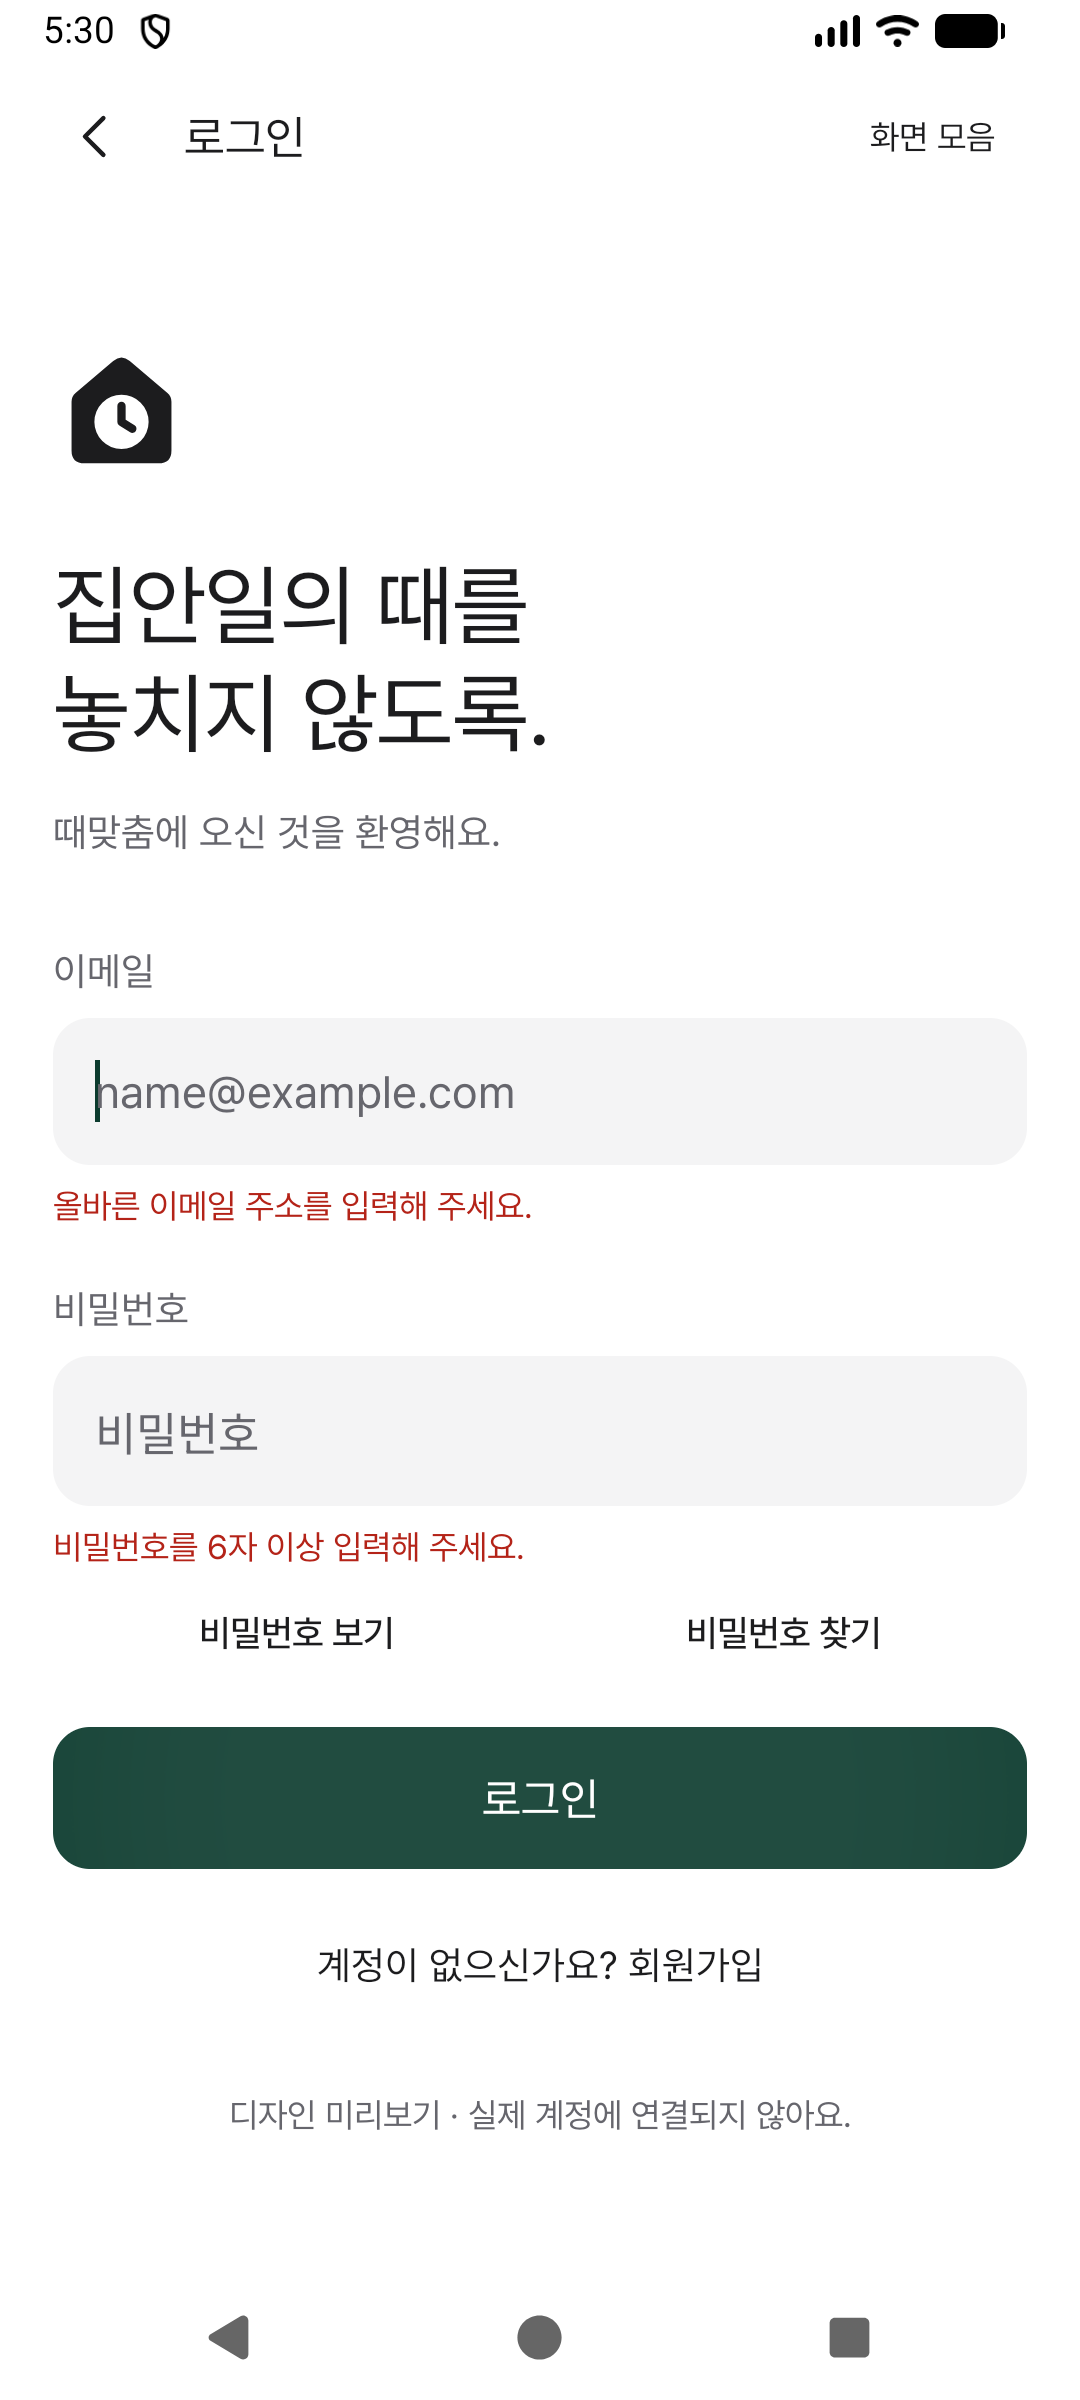 5:30
로그인
화면 모음
집안일의 때를
놓치지 않도록.
때맞춤에 오신 것을 환영해요.
이메일
name@example.com
올바른 이메일 주소를 입력해 주세요.
비밀번호
비밀번호
비밀번호를 6자 이상 입력해 주세요.
비밀번호 보기
비밀번호 찾기
로그인
계정이 없으신가요? 회원가입
디자인 미리보기 · 실제 계정에 연결되지 않아요.